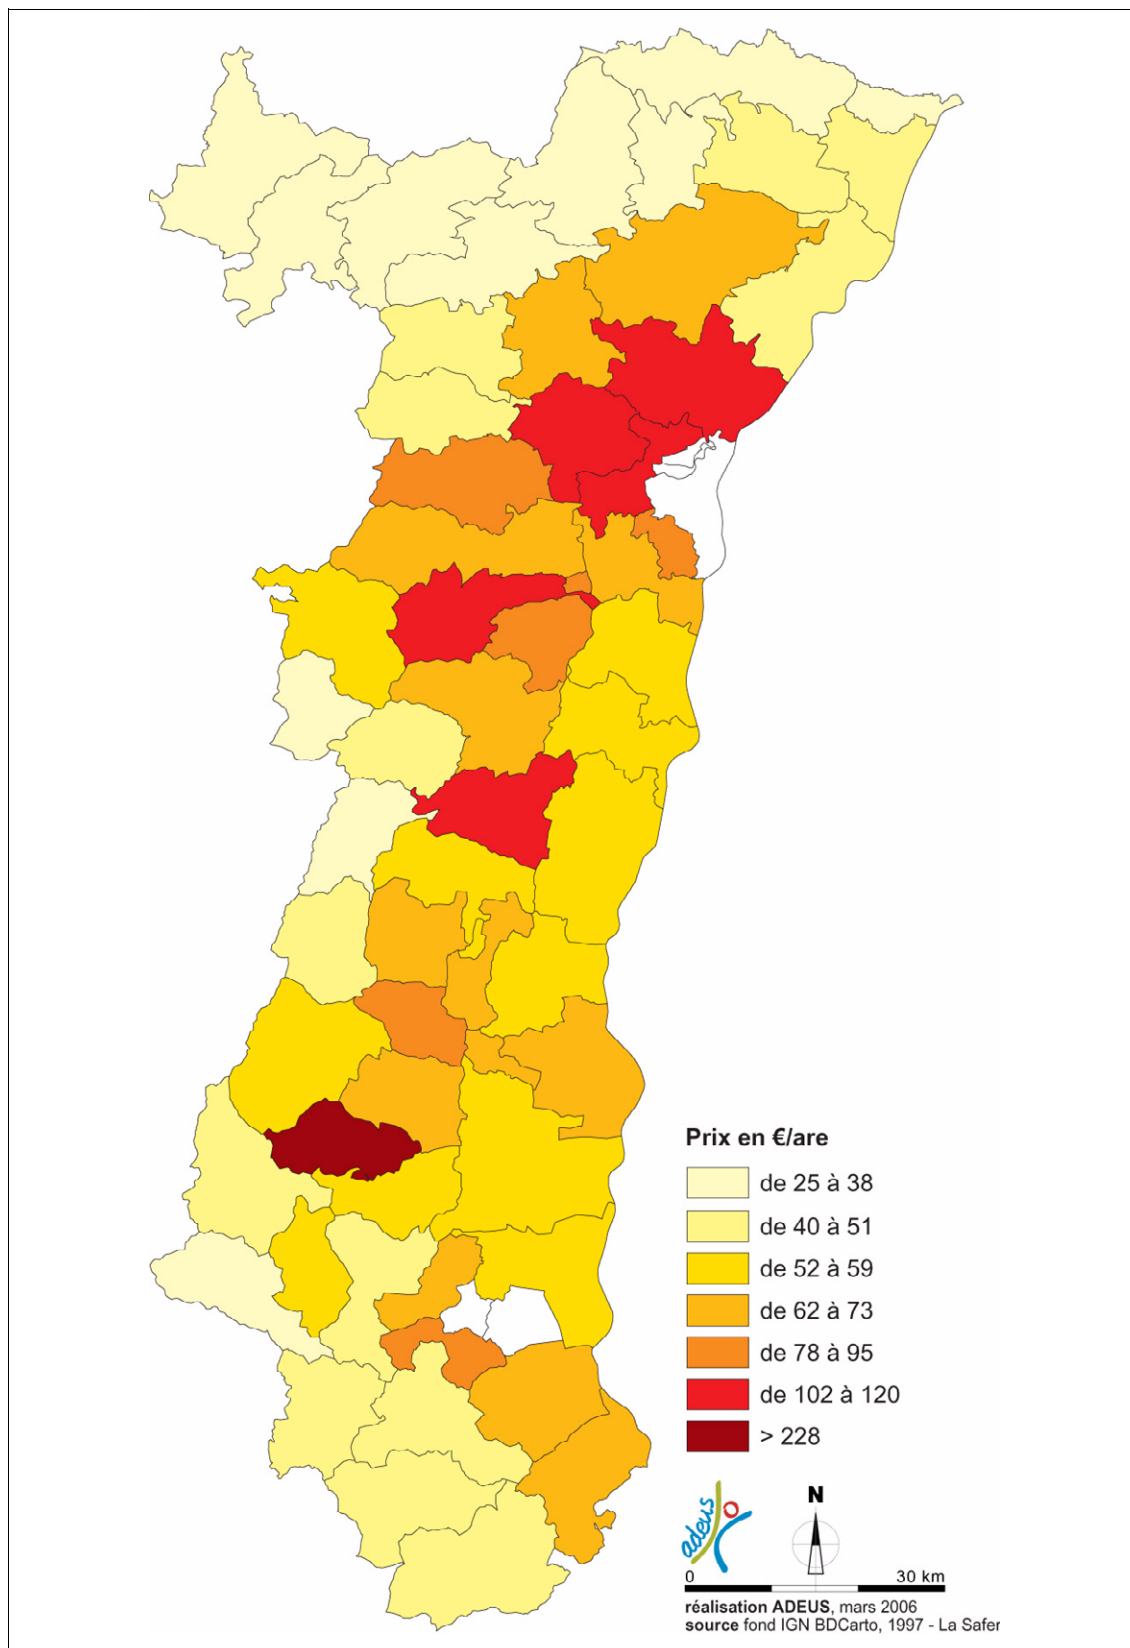 Prix en €/are
de 25 à 38
de 40 à 51
de 52 à 59
de 62 à 73
de 78 à 95
de 102 à 120
> 228
adeus
N
0 30 km
réalisation ADEUS, mars 2006
source fond IGN BDCarto, 1997 - La Safer